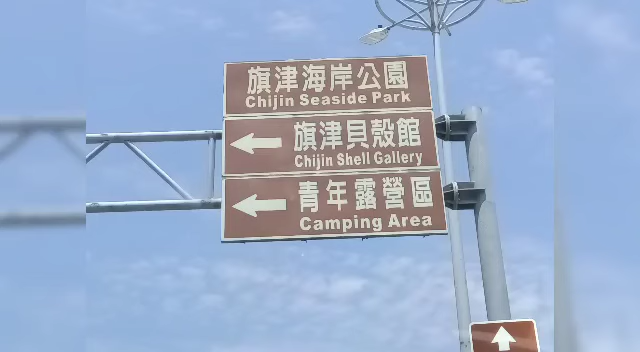 旗津海岸公園
Chijin Seaside Park
旗津貝殼館
Chijin Shell Gallery
青年露營區
Camping Area